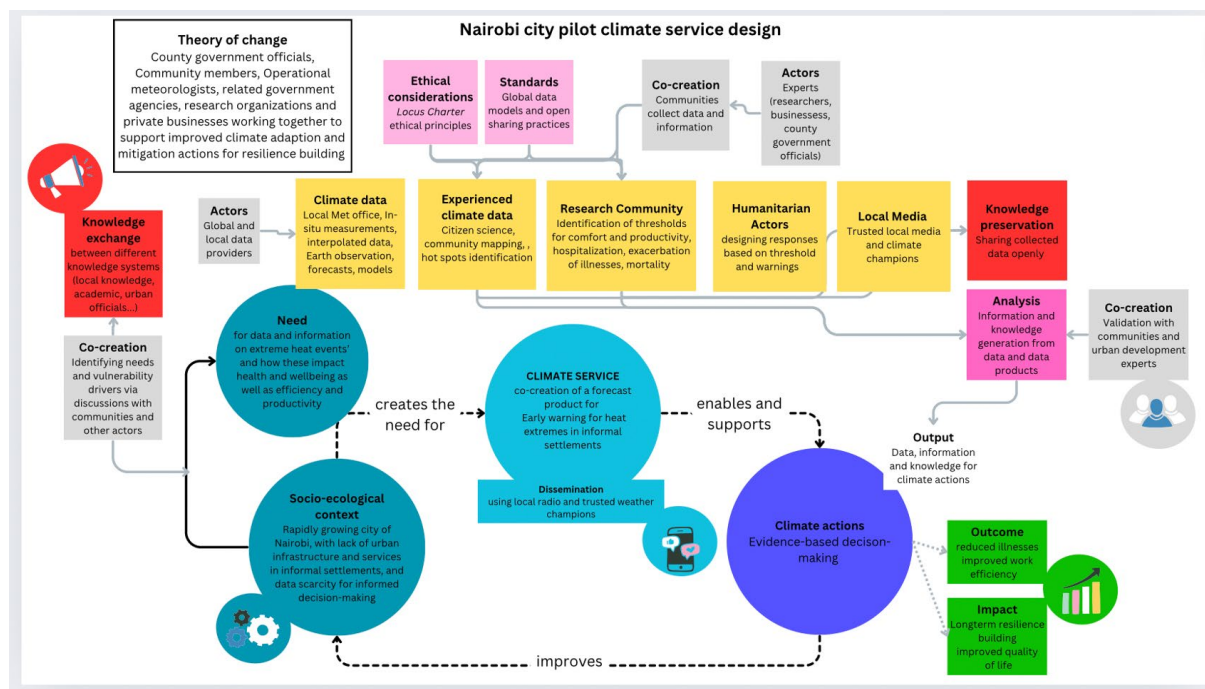 Nairobi city pilot climate service design
Theory of change
County government officials,
Community members, Operational
meteorologists, related government
agencies, research organizations and
private businesses working together to
support improved climate adaption and
mitigation actions for resilience building
Ethical
considerations
Locus Charter
ethical principles
Standards
Global data
models and open
sharing practices
Co-creation
Communities
collect data and
information
Actors
Experts
(researchers,
businessess,
county
government
officials)
Knowledge
exchange
between different
knowledge systems
(local knowledge,
academic, urban
officials...)
Actors
Global and
local data
providers
Climate data
Local Met office, In-
situ measurements,
interpolated data,
Earth observation,
forecasts, models
Experienced
climate data
Citizen science,
community mapping, ,
hot spots identification
Research Community
Identification of thresholds
for comfort and productivity,
hospitalization, exacerbation
of illnesses, mortality
Humanitarian
Actors
designing responses
based on threshold
and warnings
Local Media
Trusted local media
and climate
champions
Knowledge
preservation
Sharing collected
data openly
Analysis
Information and
knowledge
generation from
data and data
products
Co-creation
Validation with
communities and
urban development
experts
Co-creation
Identifying needs
and vulnerability
drivers via
discussions with
communities and
other actors
Need
for data and information
on extreme heat events'
and how these impact
health and wellbeing as
well as efficiency and
productivity
creates the
need for
CLIMATE SERVICE
co-creation of a forecast
product for
Early warning for heat
extremes in informal
settlements
enables and
supports
Output
Data, information
and knowledge for
climate actions
Dissemination
using local radio and trusted weather
champions
Socio-ecological
context
Rapidly growing city of
Nairobi, with lack of urban
infrastructure and services
in informal settlements, and
data scarcity for informed
decision-making
Climate actions
Evidence-based decison-
making
Outcome
reduced illnesses
improved work
efficiency
Impact
Longterm resilience
building
improved quality
of life
improves